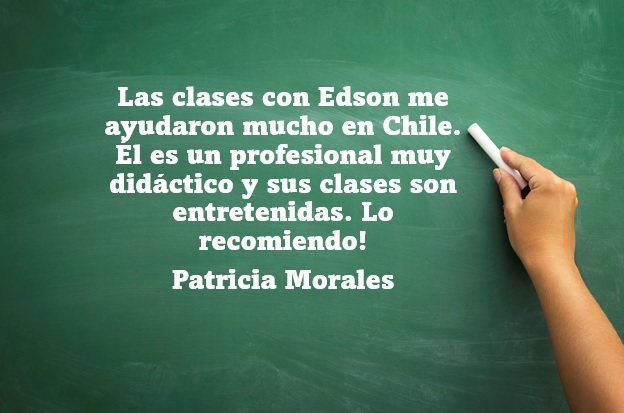 Las clases con Edson me
ayudaron mucho en Chile.
Él es un profesional muy
didáctico y sus clases son
entretenidas. Lo
recomiendo!
Patricia Morales